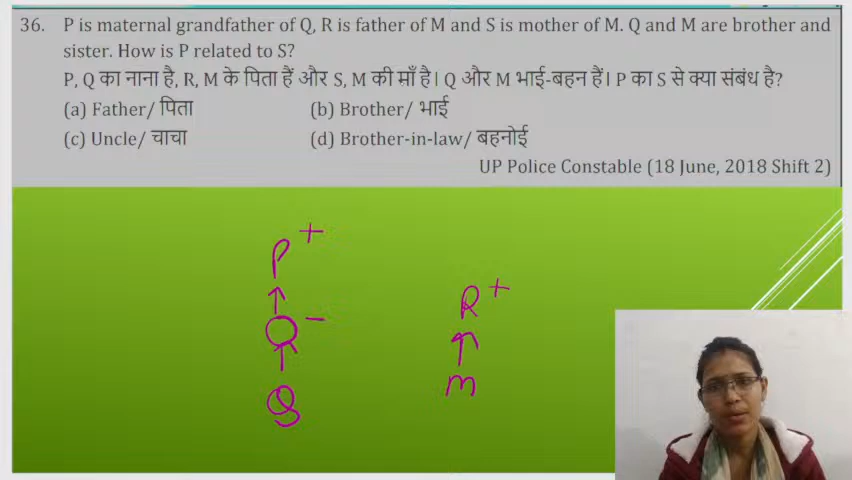 36. P is maternal grandfather of Q, R is father of M and S is mother of M. Q and M are brother and
sister. How is P related to S?
P, Q का नाना है, R, M के पिता हैं और S, M की माँ है। Q और M भाई-बहन हैं। P का S से क्या संबंध है?
(a) Father/ पिता (b) Brother/ भाई
(c) Uncle/ चाचा (d) Brother-in-law/ बहनोई
UP Police Constable (18 June, 2018 Shift 2)
P +
R +
−
M
Q